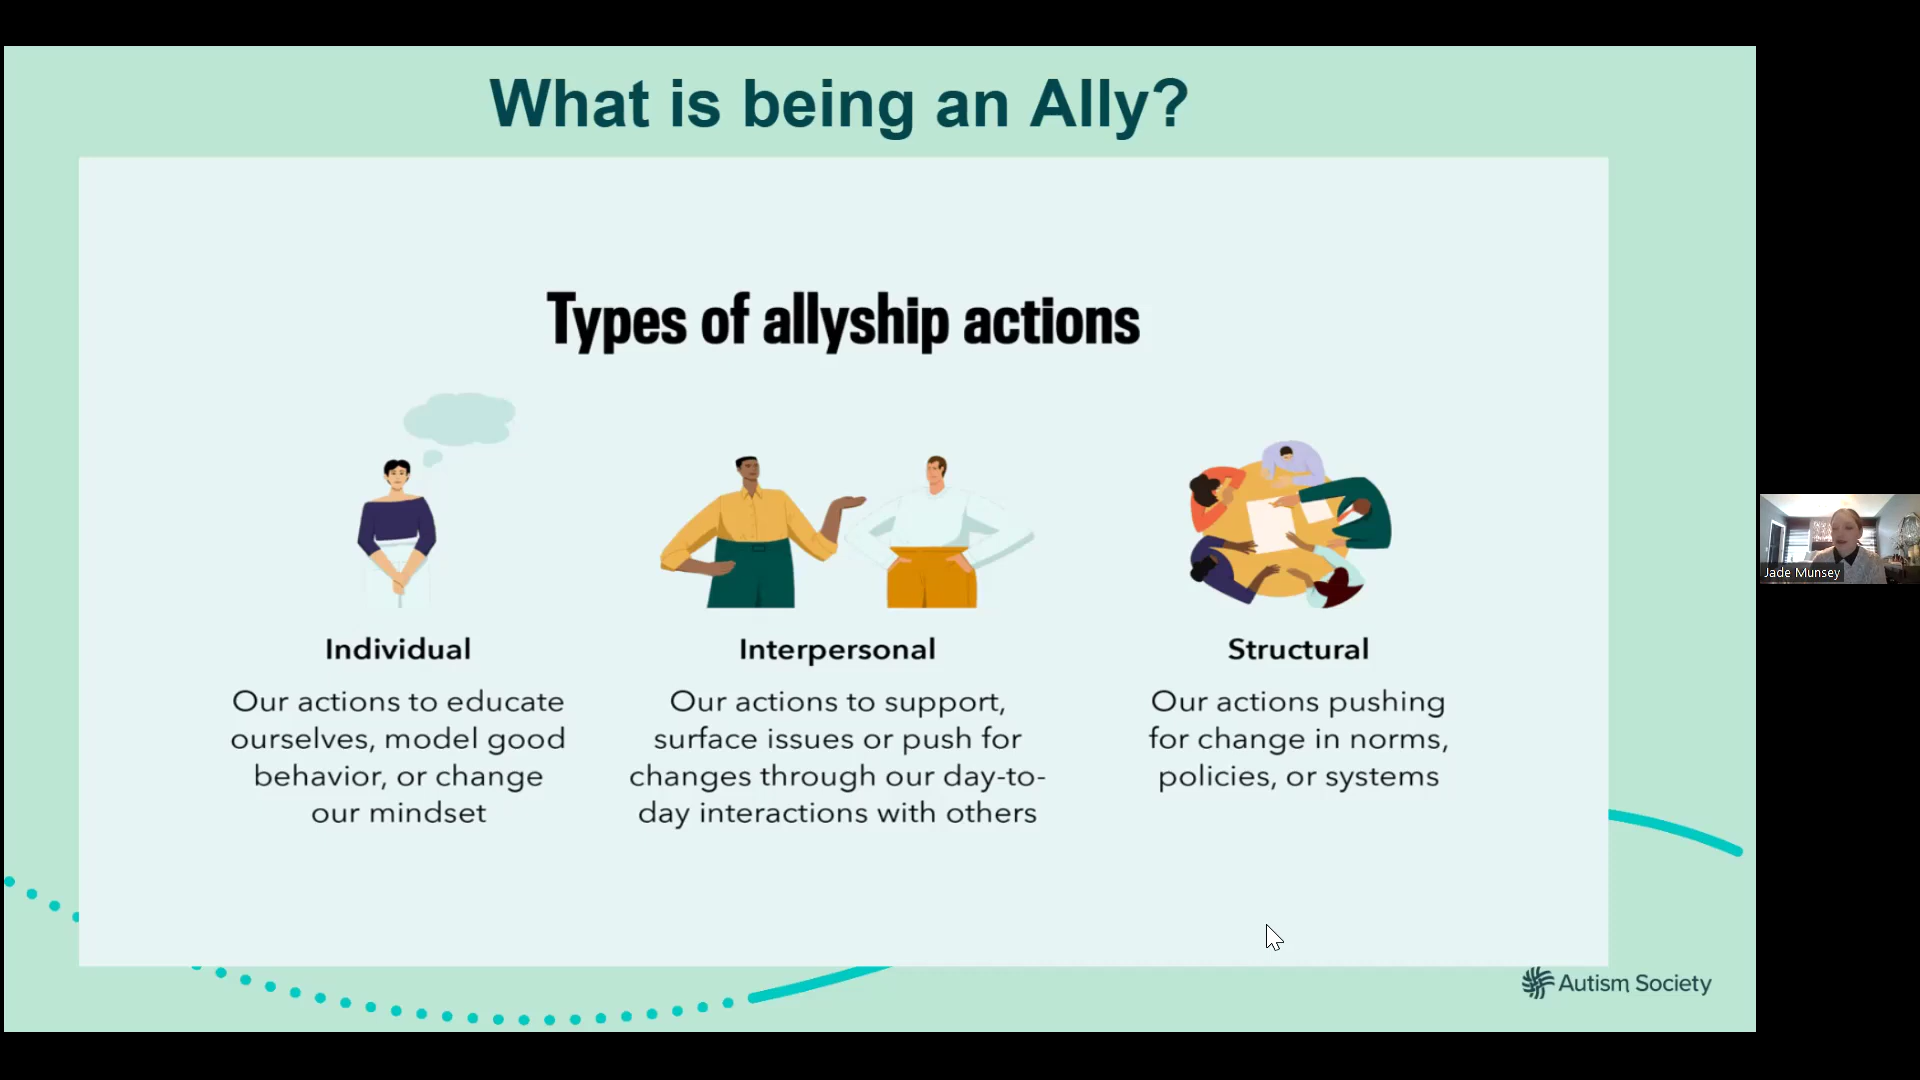 What is being an Ally?
Types of allyship actions
Individual
Our actions to educate
ourselves, model good
behavior, or change
our mindset
Interpersonal
Our actions to support,
surface issues or push for
changes through our day-to-
day interactions with others
Structural
Our actions pushing
for change in norms,
policies, or systems
Autism Society
Jade Munsey